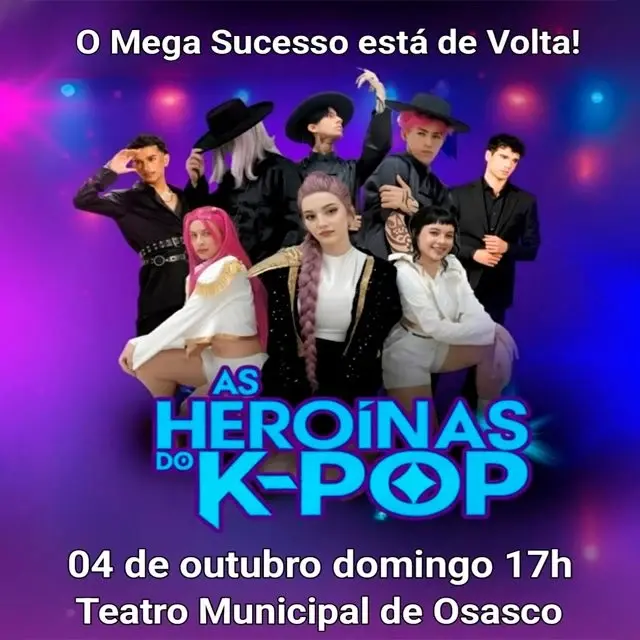 O Mega Sucesso está de Volta!
AS
HEROÍNAS
DO K-POP
04 de outubro domingo 17h
Teatro Municipal de Osasco